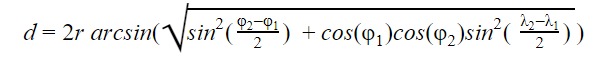 d = 2r arcsin(√sin²(φ₂−φ₁/2) + cos(φ₁)cos(φ₂)sin²(λ₂−λ₁/2))